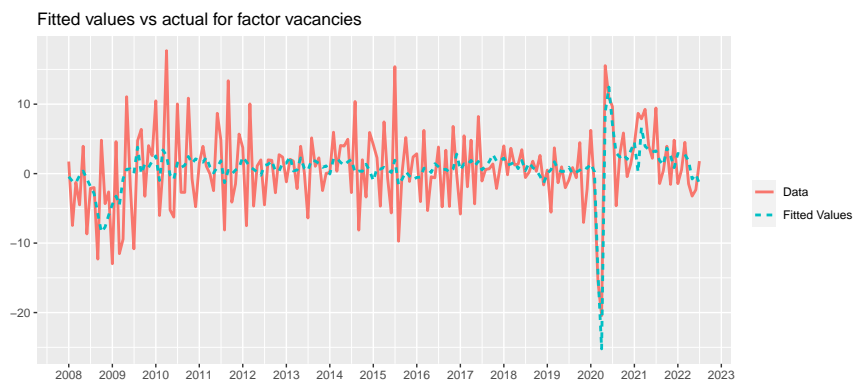 Fitted values vs actual for factor vacancies
10
0
−10
−20
2008 2009 2010 2011 2012 2013 2014 2015 2016 2017 2018 2019 2020 2021 2022 2023
Data
Fitted Values